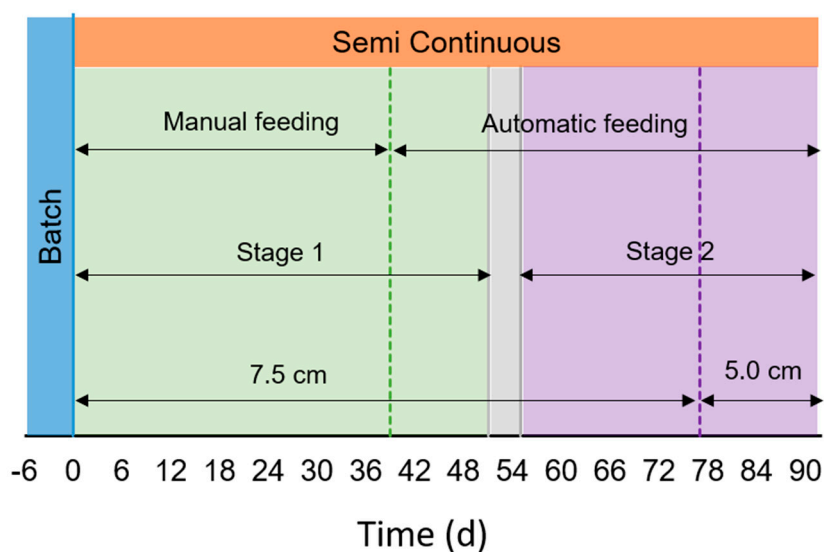 Semi Continuous
Manual feeding
Automatic feeding
Batch
Stage 1
Stage 2
7.5 cm
5.0 cm
-6 0 6 12 18 24 30 36 42 48 54 60 66 72 78 84 90
Time (d)